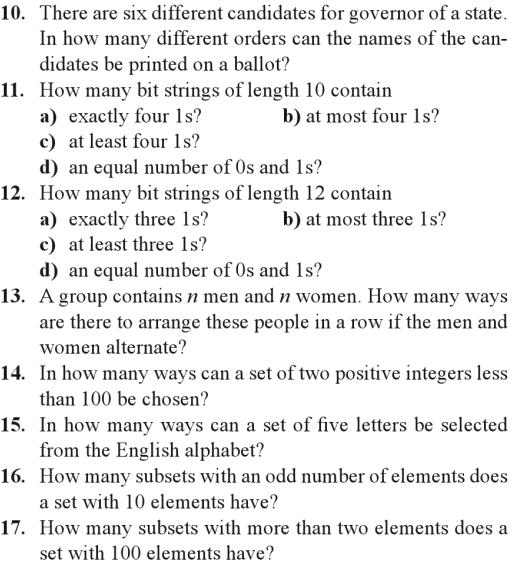 10. There are six different candidates for governor of a state.
In how many different orders can the names of the can-
didates be printed on a ballot?
11. How many bit strings of length 10 contain
a) exactly four 1s? b) at most four 1s?
c) at least four 1s?
d) an equal number of 0s and 1s?
12. How many bit strings of length 12 contain
a) exactly three 1s? b) at most three 1s?
c) at least three 1s?
d) an equal number of 0s and 1s?
13. A group contains n men and n women. How many ways
are there to arrange these people in a row if the men and
women alternate?
14. In how many ways can a set of two positive integers less
than 100 be chosen?
15. In how many ways can a set of five letters be selected
from the English alphabet?
16. How many subsets with an odd number of elements does
a set with 10 elements have?
17. How many subsets with more than two elements does a
set with 100 elements have?